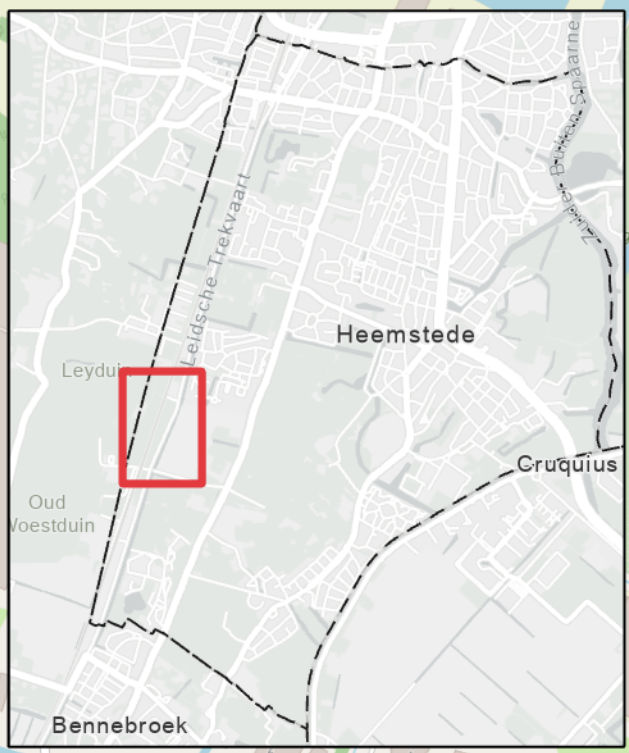 Zuider Buiten Spaarne
Leidsche Trekvaart
Heemstede
Leyduin
Cruquius
Oud
Woestduin
Bennebroek